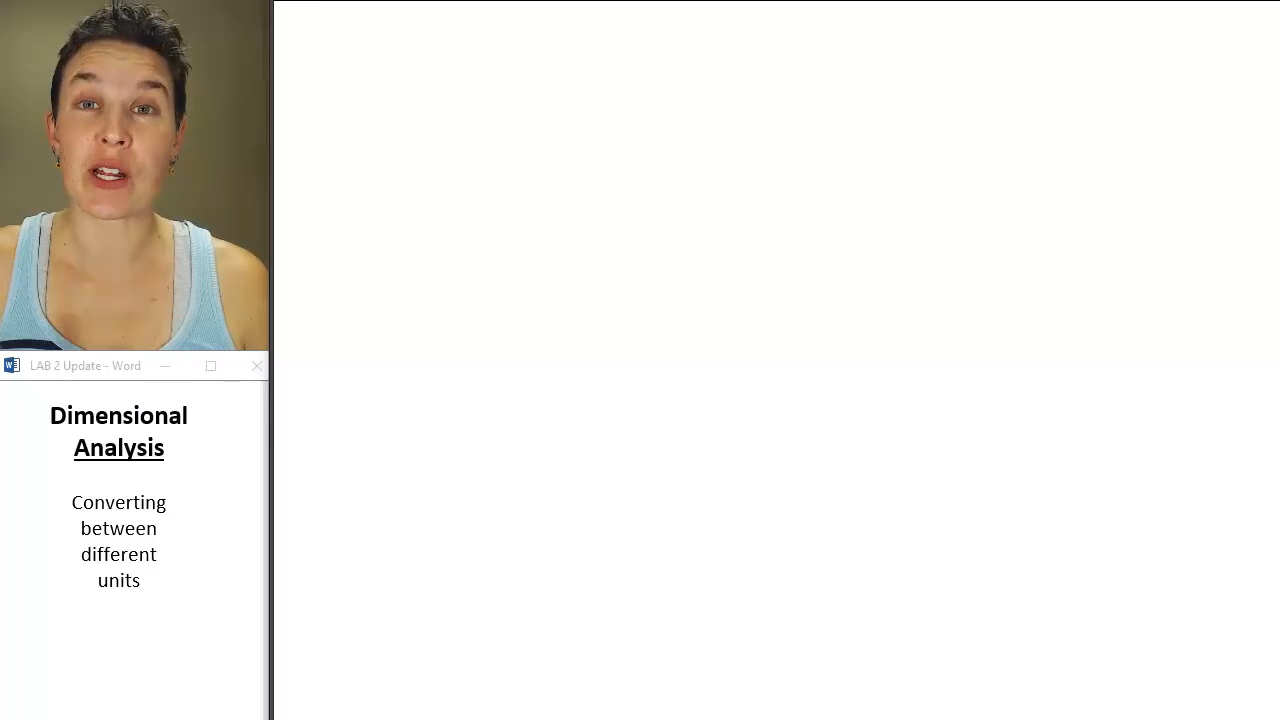 LAB 2 Update - Word
Dimensional
Analysis
Converting
between
different
units